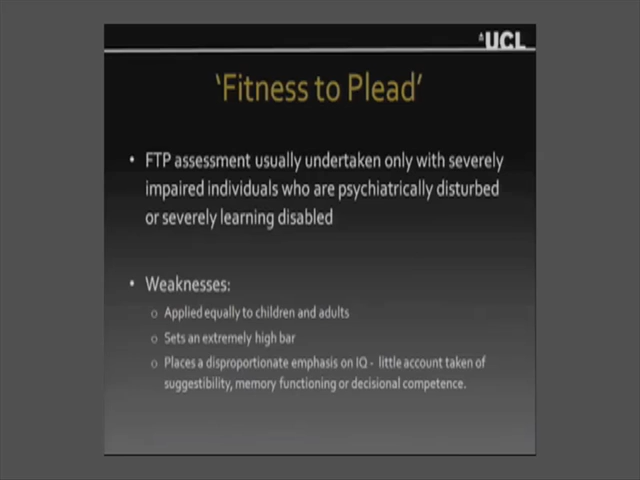 UCL
'Fitness to Plead'
• FTP assessment usually undertaken only with severely
impaired individuals who are psychiatrically disturbed
or severely learning disabled
• Weaknesses:
o Applied equally to children and adults
o Sets an extremely high bar
o Places a disproportionate emphasis on IQ - little account taken of
suggestibility, memory functioning or decisional competence.